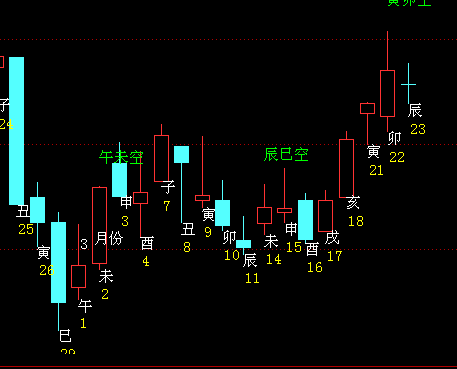 寅卯空
子
24
丑
25
寅
26
巳
29
3 月份
午
1
未
2
午未空
申
3
酉
4
子
7
丑
8
寅
9
卯
10
辰
11
辰巳空
未
14
申
15
酉
16
戌
17
亥
18
寅
21
卯
22
辰
23